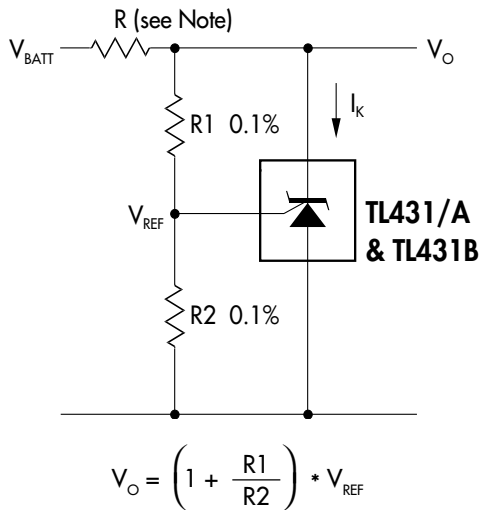 R (see Note)
V_BATT
V_O
R1 0.1%
I_K
V_REF
TL431/A
& TL431B
R2 0.1%
V_O = (1 + R1/R2) * V_REF